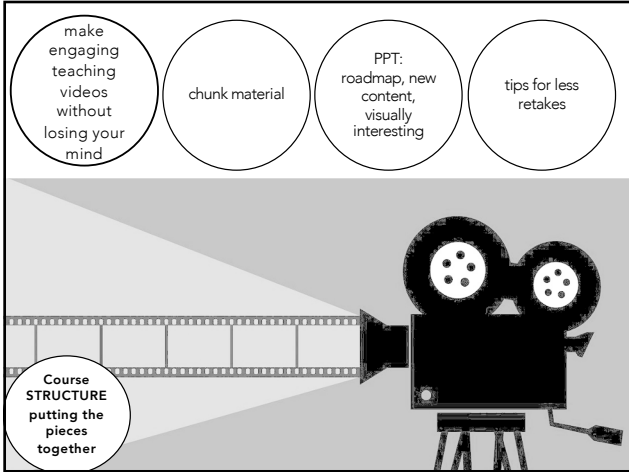 make
engaging
teaching
videos
without
losing your
mind
chunk material
PPT:
roadmap, new
content,
visually
interesting
tips for less
retakes
Course
STRUCTURE
putting the
pieces
together